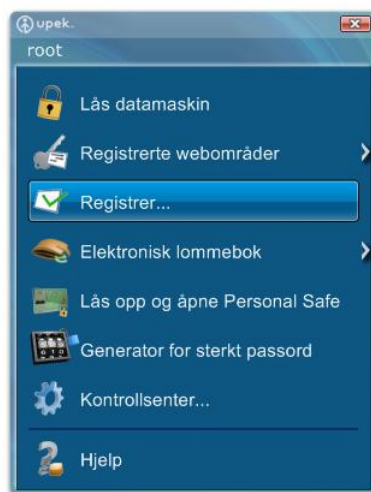 upek.
root
Lås datamaskin
Registrerte webområder
Registrer...
Elektronisk lommebok
Lås opp og åpne Personal Safe
Generator for sterkt passord
Kontrollsenter...
Hjelp